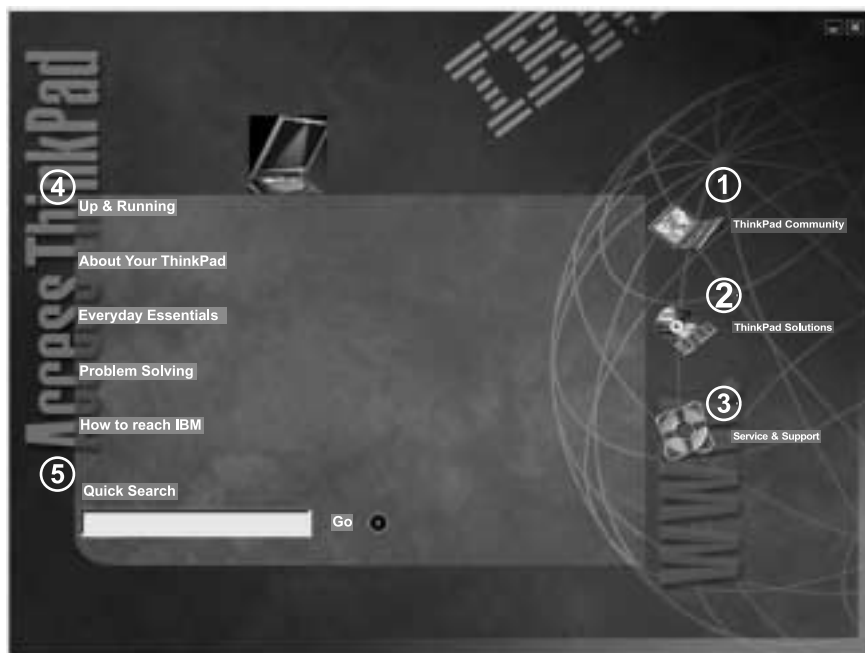 IBM
Access ThinkPad
4
Up & Running
About Your ThinkPad
Everyday Essentials
Problem Solving
How to reach IBM
5
Quick Search
Go
1
ThinkPad Community
2
ThinkPad Solutions
3
Service & Support
WWW